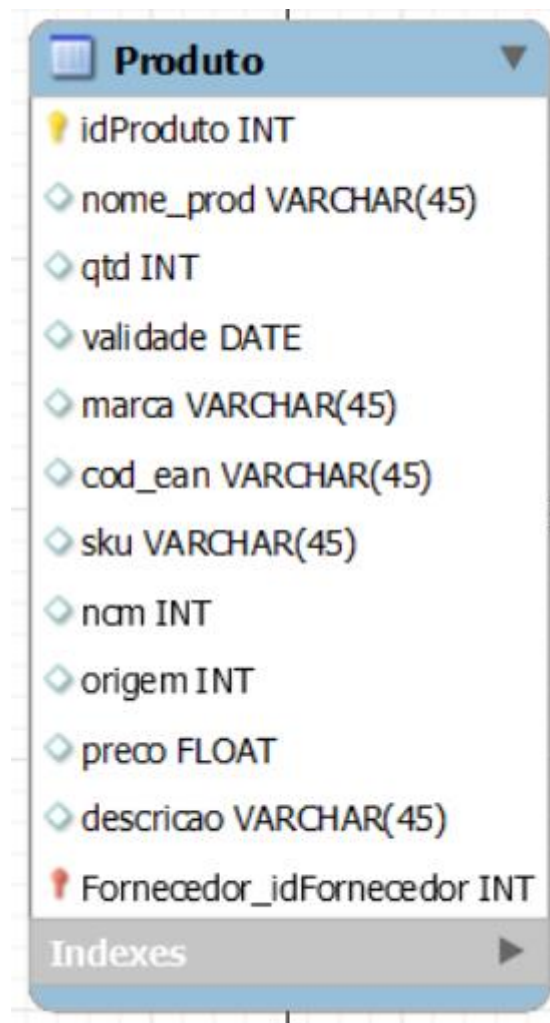 Produto
idProduto INT
nome_prod VARCHAR(45)
qtd INT
validade DATE
marca VARCHAR(45)
cod_ean VARCHAR(45)
sku VARCHAR(45)
ncm INT
origem INT
preco FLOAT
descricao VARCHAR(45)
Fornecedor_idFornecedor INT
Indexes